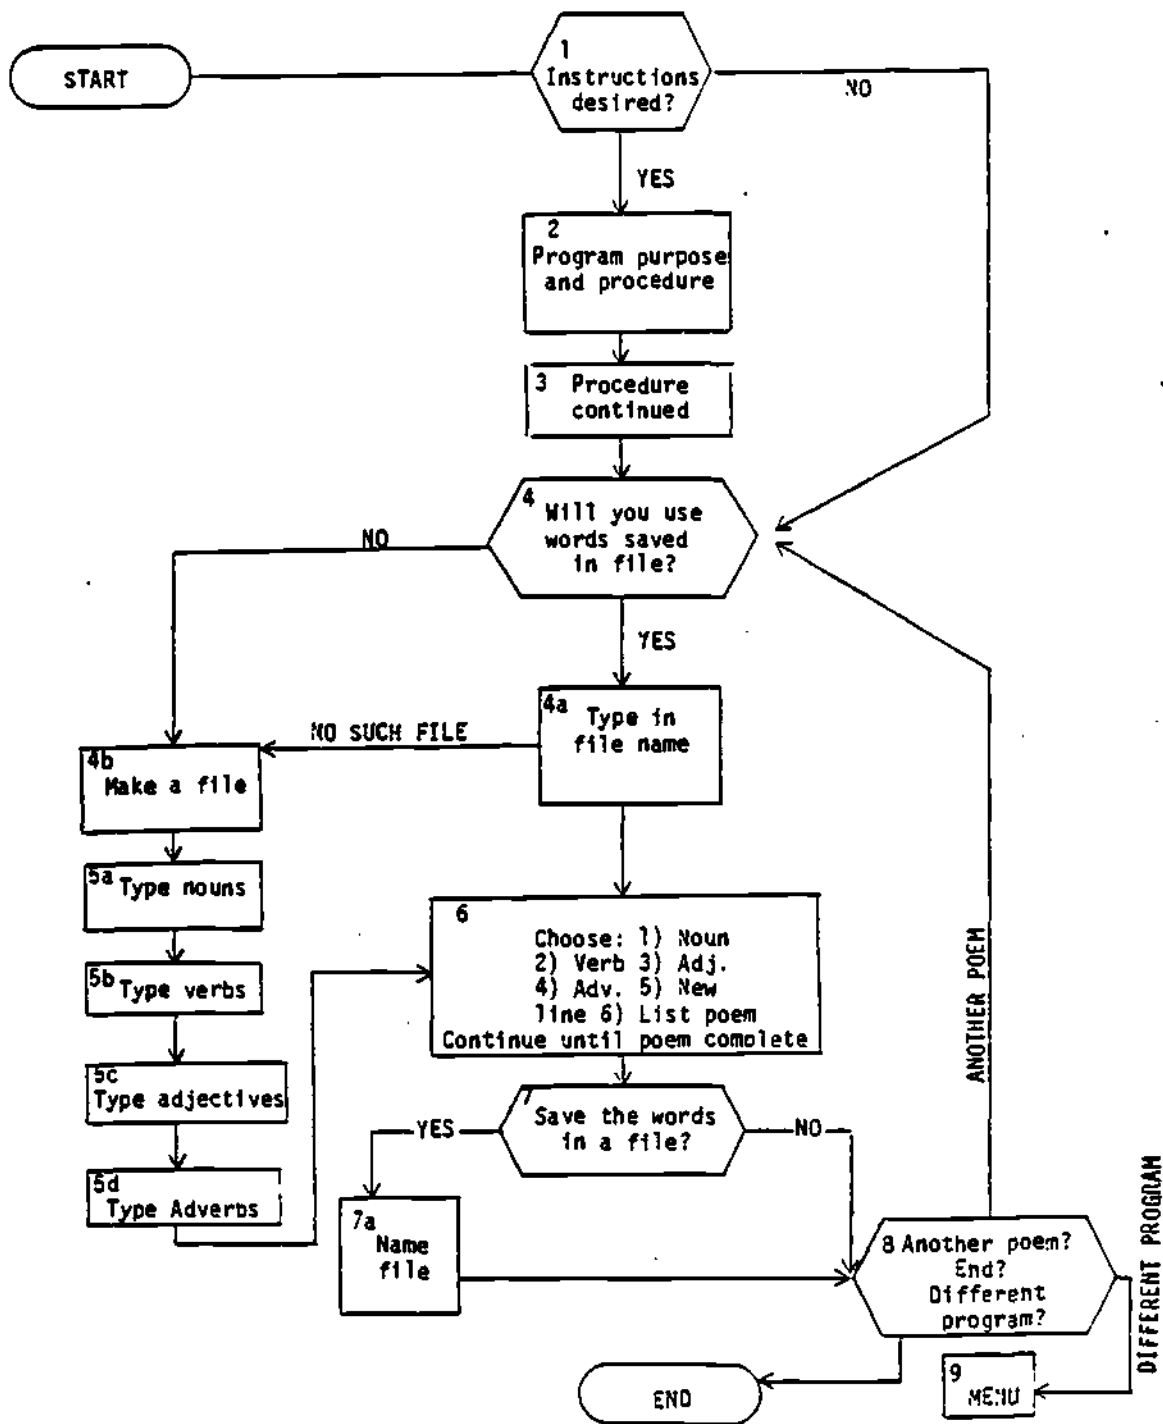 START
1
Instructions
desired?
NO
YES
2
Program purpose
and procedure
3 Procedure
continued
4
Will you use
words saved
in file?
NO
YES
4a
Type in
file name
NO SUCH FILE
4b
Make a file
5a
Type nouns
5b
Type verbs
5c
Type adjectives
5d
Type Adverbs
6
Choose: 1) Noun
2) Verb 3) Adj.
4) Adv. 5) New
line 6) List poem
Continue until poem complete
ANOTHER POEM
7
Save the words
in a file?
YES
NO
7a
Name
file
8 Another poem?
End?
Different
program?
DIFFERENT PROGRAM
END
9
MENU